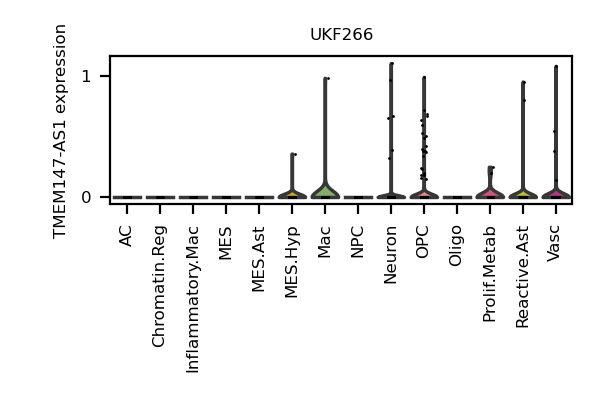 UKF266
TMEM147-AS1 expression
1
0
AC
Chromatin.Reg
Inflammatory.Mac
MES
MES.Ast
MES.Hyp
Mac
NPC
Neuron
OPC
Oligo
Prolif.Metab
Reactive.Ast
Vasc